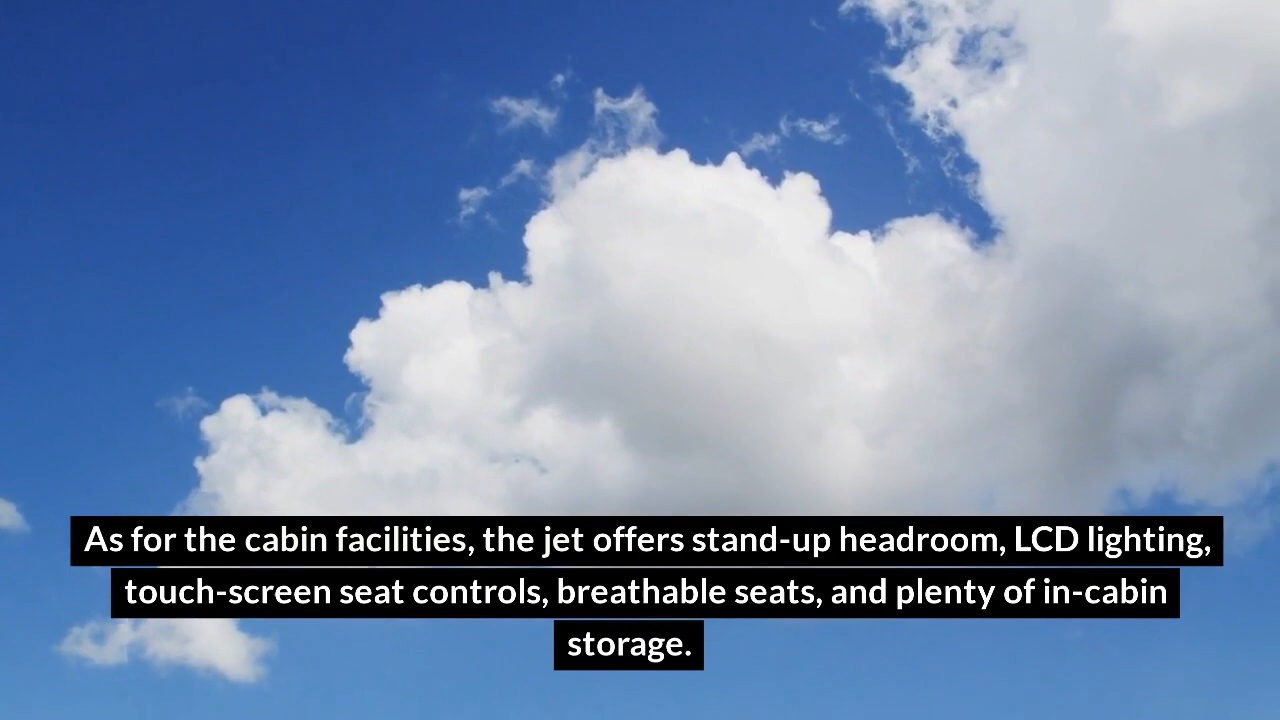 As for the cabin facilities, the jet offers stand-up headroom, LCD lighting,
touch-screen seat controls, breathable seats, and plenty of in-cabin
storage.